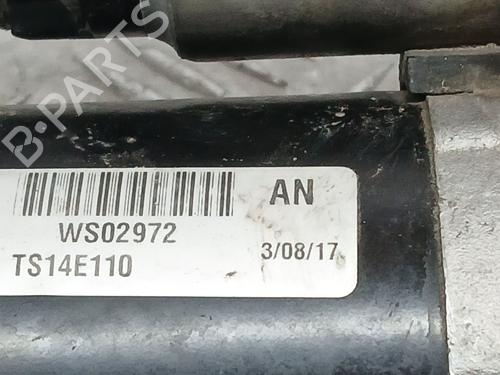 B-PARTS
AN
WS02972
3/08/17
TS14E110